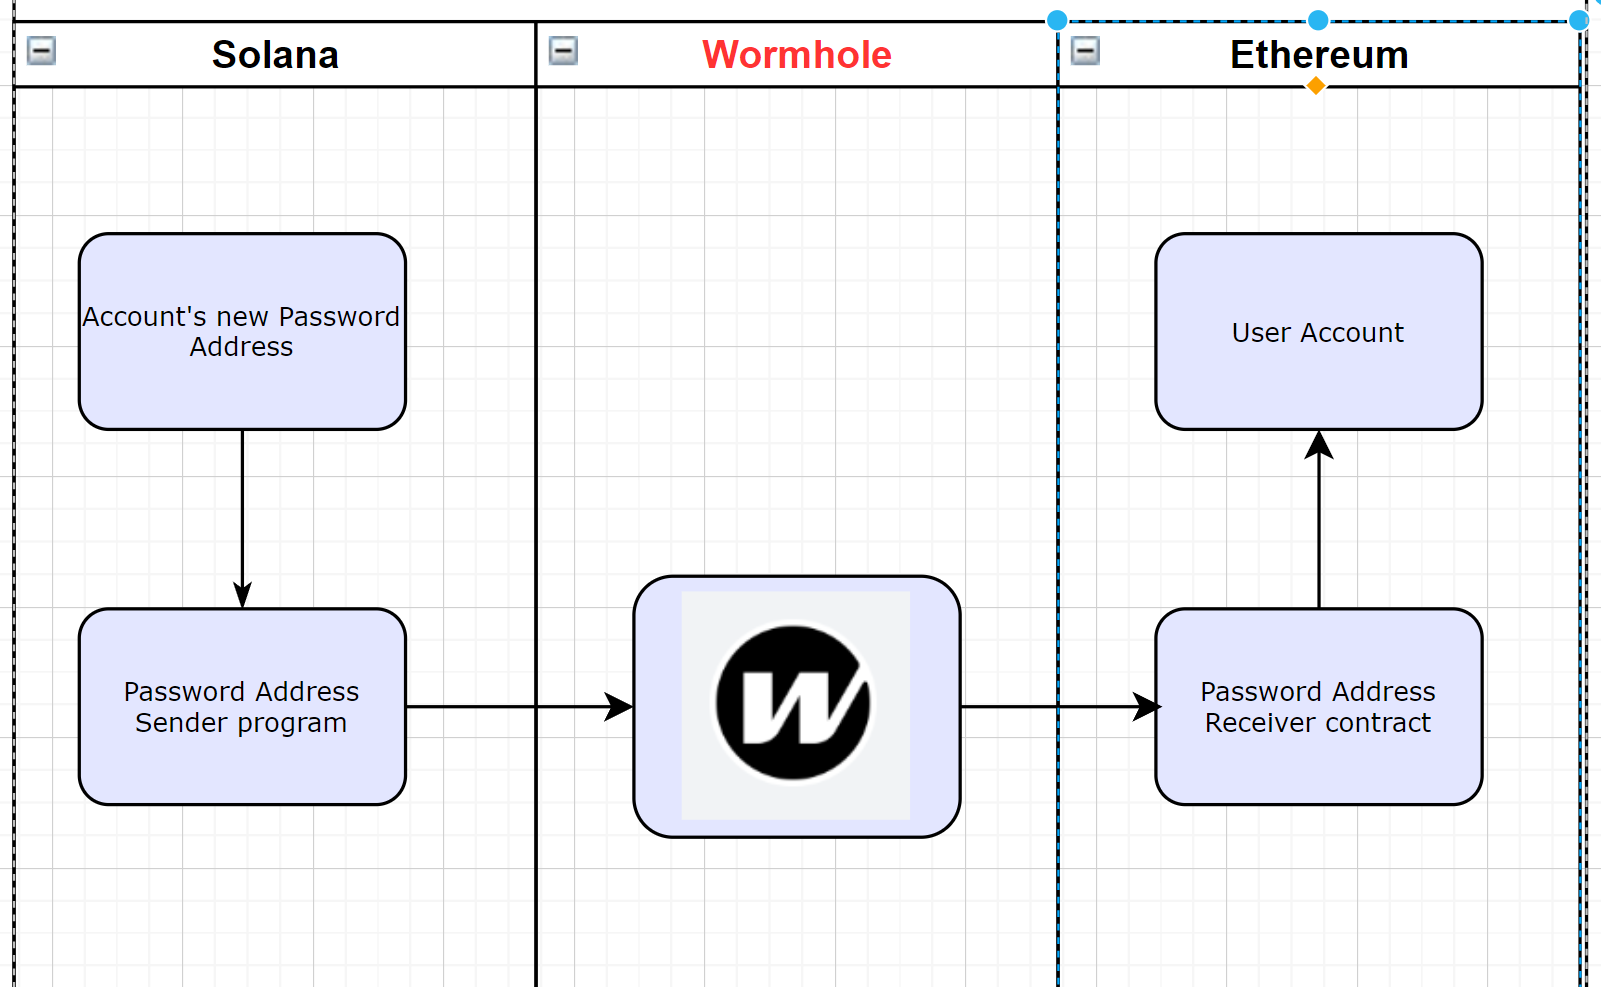 Solana
Wormhole
Ethereum
Account's new Password
Address
User Account
Password Address
Sender program
W
Password Address
Receiver contract